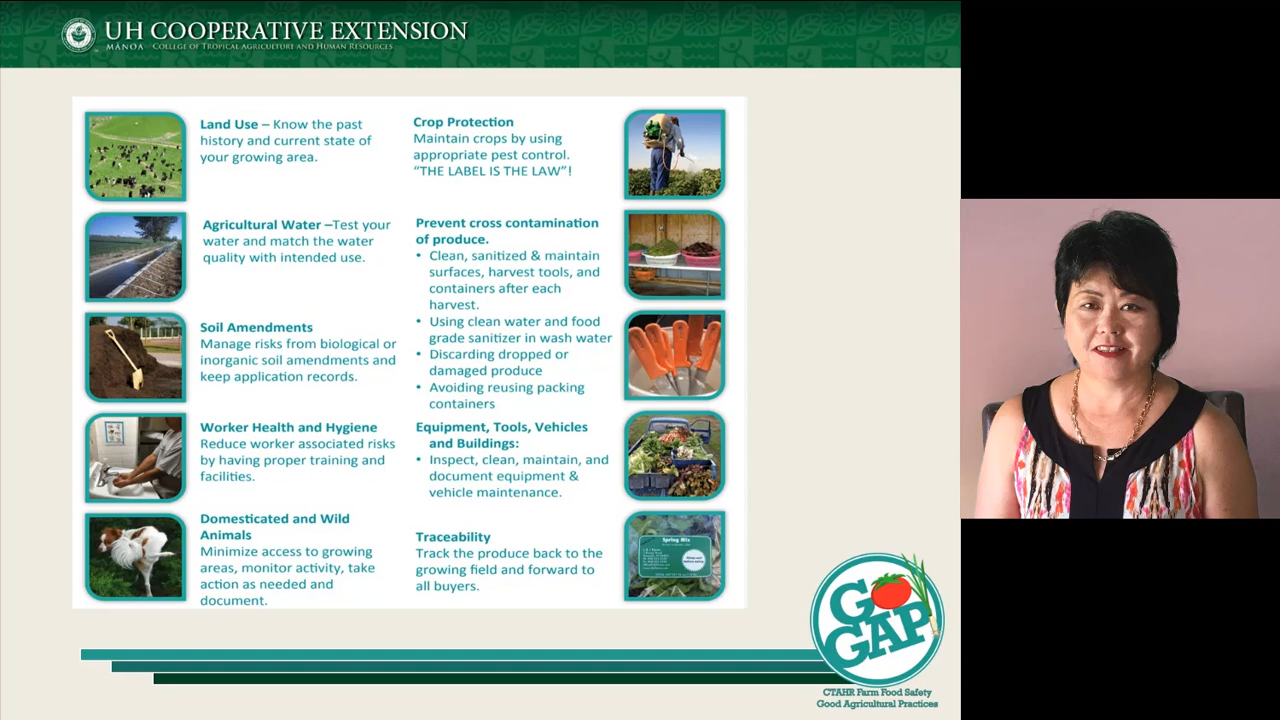 UH COOPERATIVE EXTENSION
MĀNOA COLLEGE OF TROPICAL AGRICULTURE AND HUMAN RESOURCES
Land Use – Know the past
history and current state of
your growing area.
Agricultural Water –Test your
water and match the water
quality with intended use.
Soil Amendments
Manage risks from biological or
inorganic soil amendments and
keep application records.
Worker Health and Hygiene
Reduce worker associated risks
by having proper training and
facilities.
Domesticated and Wild
Animals
Minimize access to growing
areas, monitor activity, take
action as needed and
document.
Crop Protection
Maintain crops by using
appropriate pest control.
“THE LABEL IS THE LAW”!
Prevent cross contamination
of produce.
• Clean, sanitized & maintain
surfaces, harvest tools, and
containers after each
harvest.
• Using clean water and food
grade sanitizer in wash water
• Discarding dropped or
damaged produce
• Avoiding reusing packing
containers
Equipment, Tools, Vehicles
and Buildings:
• Inspect, clean, maintain, and
document equipment &
vehicle maintenance.
Traceability
Track the produce back to the
growing field and forward to
all buyers.
Spring Mix
GO
GAP
CTAHR Farm Food Safety
Good Agricultural Practices